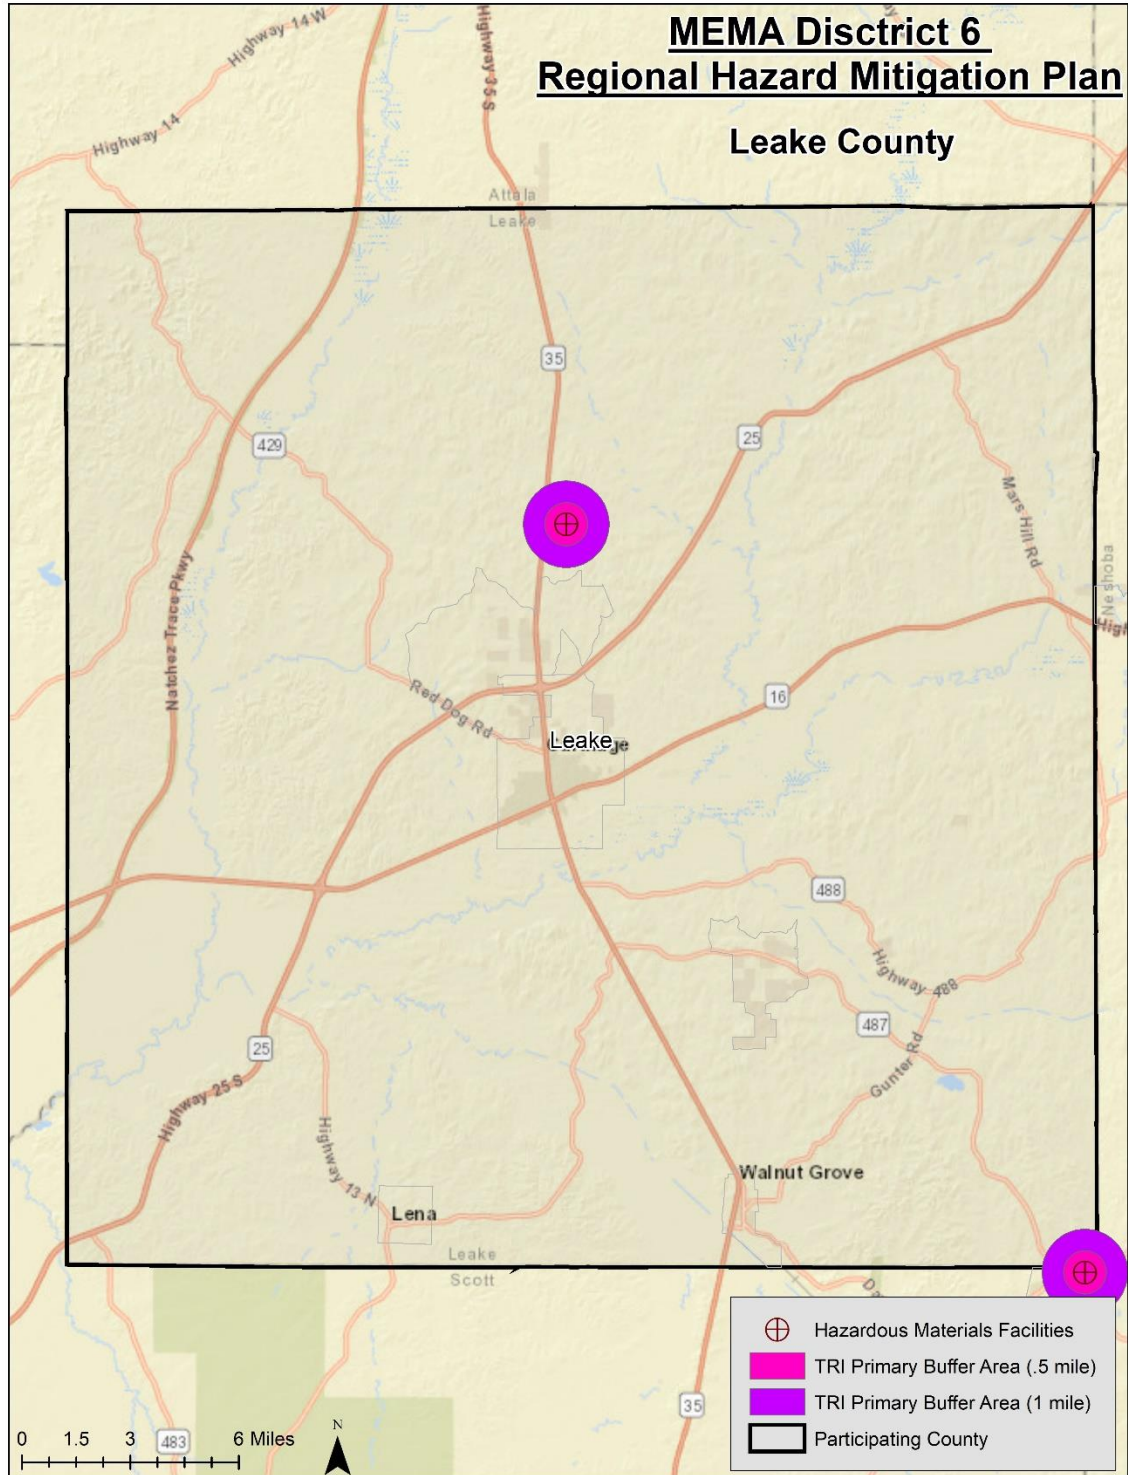 MEMA Disctrict 6
Regional Hazard Mitigation Plan
Leake County
Highway 14 W
Highway 35 S
Highway 14
Attala
Leake
35
25
429
Mars Hill Rd
Neshoba
Natchez Trace Pkwy
High
16
Red Dog Rd
Leake
488
Highway 488
487
25
Gunter Rd
Highway 25 S
Highway 13 N
Walnut Grove
Lena
Leake
Scott
35
483
0 1.5 3 6 Miles
N
Hazardous Materials Facilities
TRI Primary Buffer Area (.5 mile)
TRI Primary Buffer Area (1 mile)
Participating County